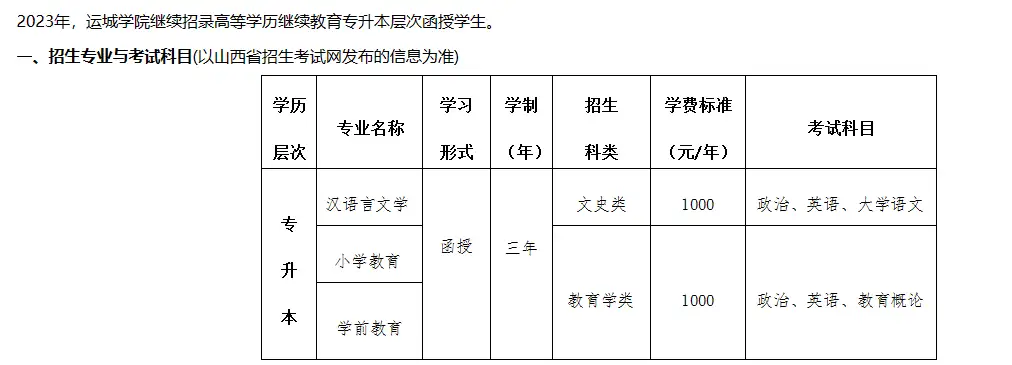 2023年，运城学院继续招录高等学历继续教育专升本层次函授学生。
一、招生专业与考试科目(以山西省招生考试网发布的信息为准)
学历层次 专业名称 学习形式 学制（年） 招生科类 学费标准（元/年） 考试科目
专升本 汉语言文学 函授 三年 文史类 1000 政治、英语、大学语文
小学教育 教育学类 1000 政治、英语、教育概论
学前教育